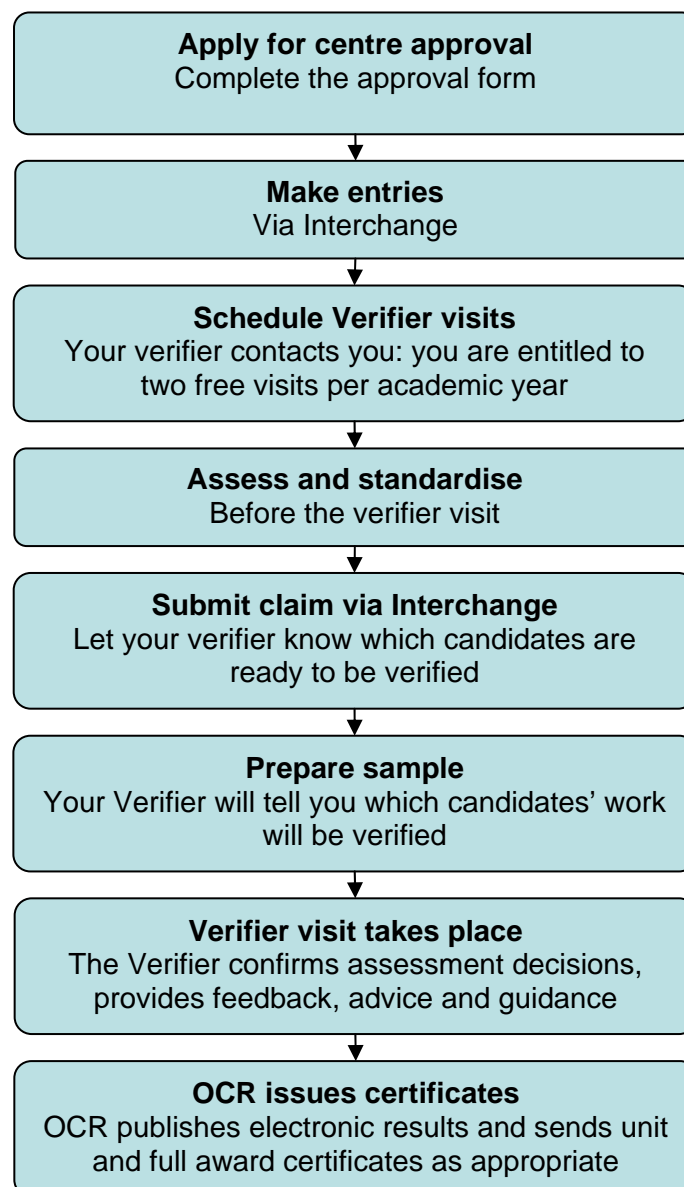 Apply for centre approval
Complete the approval form
Make entries
Via Interchange
Schedule Verifier visits
Your verifier contacts you: you are entitled to
two free visits per academic year
Assess and standardise
Before the verifier visit
Submit claim via Interchange
Let your verifier know which candidates are
ready to be verified
Prepare sample
Your Verifier will tell you which candidates’ work
will be verified
Verifier visit takes place
The Verifier confirms assessment decisions,
provides feedback, advice and guidance
OCR issues certificates
OCR publishes electronic results and sends unit
and full award certificates as appropriate